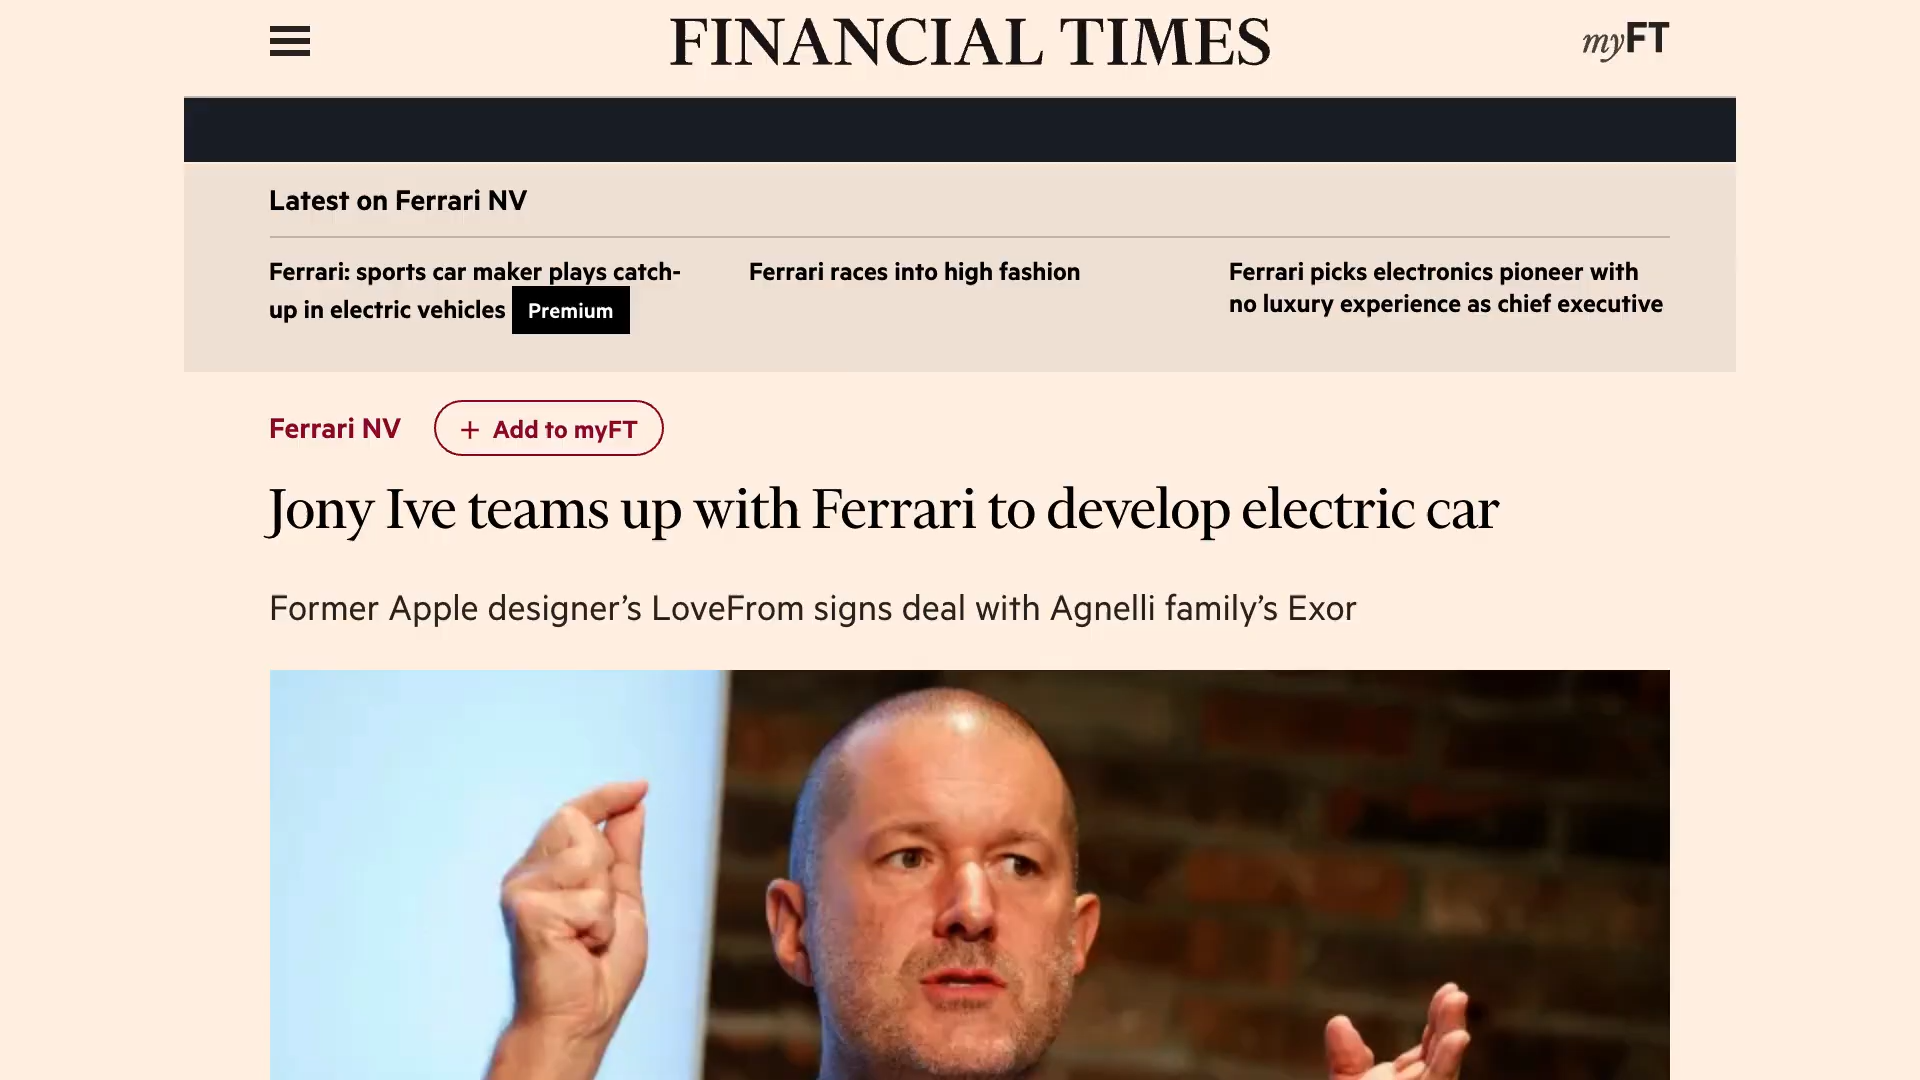 FINANCIAL TIMES
myFT
Latest on Ferrari NV
Ferrari: sports car maker plays catch-
up in electric vehicles Premium
Ferrari races into high fashion
Ferrari picks electronics pioneer with
no luxury experience as chief executive
Ferrari NV
+ Add to myFT
Jony Ive teams up with Ferrari to develop electric car
Former Apple designer’s LoveFrom signs deal with Agnelli family’s Exor